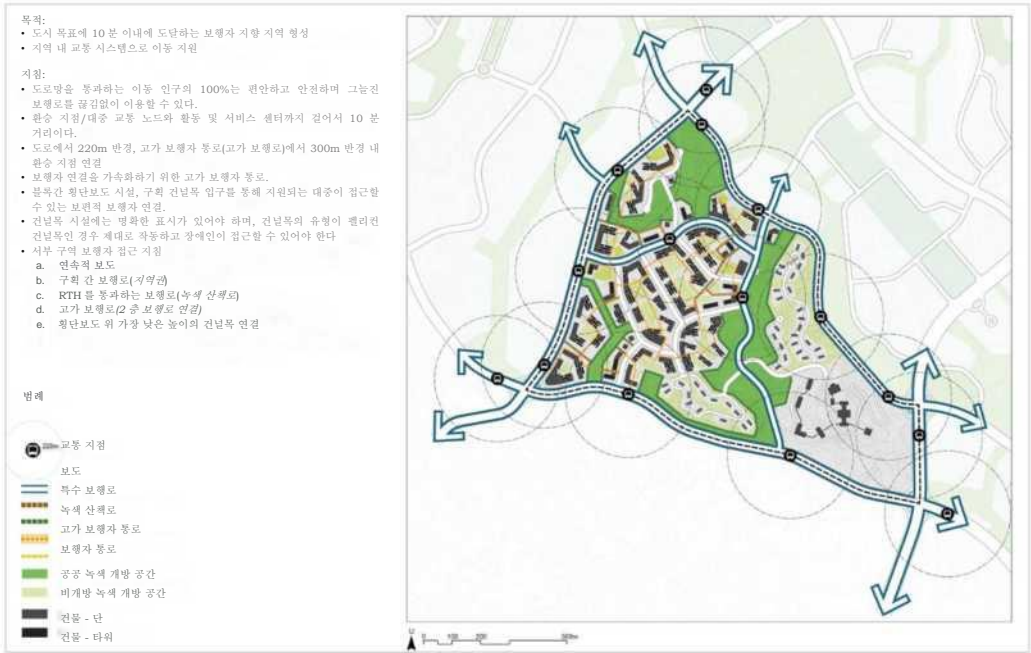 목적:
• 도시 목표에 10 분 이내에 도달하는 보행자 지향 지역 형성
• 지역 내 교통 시스템으로 이동 지원
지침:
• 도로망을 통과하는 이동 인구의 100%는 편안하고 안전하며 그늘진
보행로를 끊김없이 이용할 수 있다.
• 환승 지점/대중 교통 노드와 활동 및 서비스 센터까지 걸어서 10 분
거리이다.
• 도로에서 220m 반경, 고가 보행자 통로(고가 보행로)에서 300m 반경 내
환승 지점 연결
• 보행자 연결을 가속화하기 위한 고가 보행자 통로.
• 블록간 횡단보도 시설, 구획 건널목 입구를 통해 지원되는 대중이 접근할
수 있는 보편적 보행자 연결.
• 건널목 시설에는 명확한 표시가 있어야 하며, 건널목의 유형이 펠리컨
건널목인 경우 제대로 작동하고 장애인이 접근할 수 있어야 한다
• 서부 구역 보행자 접근 지침
a. 연속적 보도
b. 구획 간 보행로(지역권)
c. RTH 를 통과하는 보행로(녹색 산책로)
d. 고가 보행로(2 층 보행로 연결)
e. 횡단보도 위 가장 낮은 높이의 건널목 연결
범례
교통 지점
보도
특수 보행로
녹색 산책로
고가 보행자 통로
보행자 통로
공공 녹색 개방 공간
비개방 녹색 개방 공간
건물 - 단
건물 - 타워
0 100 200 300m